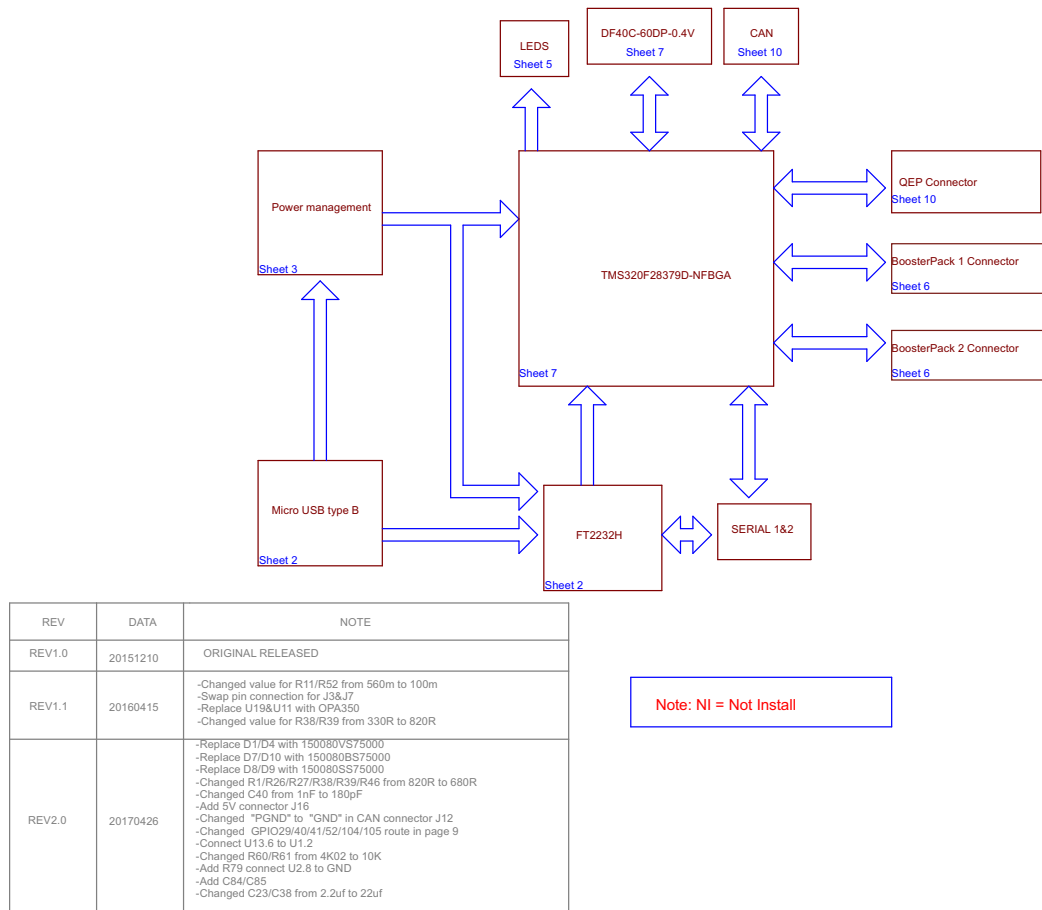 LEDS
Sheet 5
DF40C-60DP-0.4V
Sheet 7
CAN
Sheet 10
Power management
Sheet 3
TMS320F28379D-NFBGA
Sheet 7
QEP Connector
Sheet 10
BoosterPack 1 Connector
Sheet 6
BoosterPack 2 Connector
Sheet 6
Micro USB type B
Sheet 2
FT2232H
Sheet 2
SERIAL 1&2
REV DATA NOTE
REV1.0 20151210 ORIGINAL RELEASED
REV1.1 20160415
-Changed value for R11/R52 from 560m to 100m
-Swap pin connection for J3&J7
-Replace U19&U11 with OPA350
-Changed value for R38/R39 from 330R to 820R
REV2.0 20170426
-Replace D1/D4 with 150080VS75000
-Replace D7/D10 with 150080BS75000
-Replace D8/D9 with 150080SS75000
-Changed R1/R26/R27/R38/R39/R46 from 820R to 680R
-Changed C40 from 1nF to 180pF
-Add 5V connector J16
-Changed "PGND" to "GND" in CAN connector J12
-Changed GPIO29/40/41/52/104/105 route in page 9
-Connect U13.6 to U1.2
-Changed R60/R61 from 4K02 to 10K
-Add R79 connect U2.8 to GND
-Add C84/C85
-Changed C23/C38 from 2.2uf to 22uf
Note: NI = Not Install